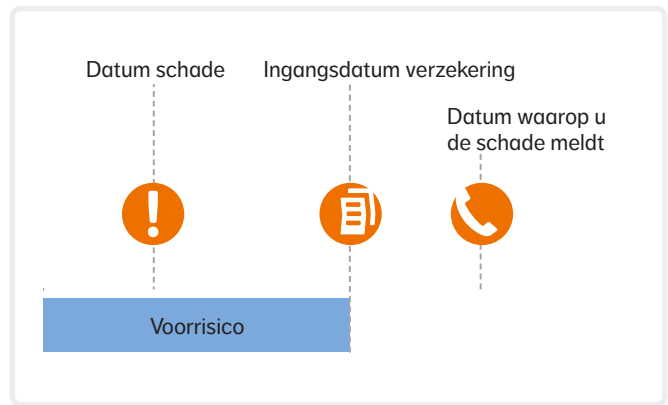 Datum schade
Ingangsdatum verzekering
Datum waarop u
de schade meldt
Voorrisico